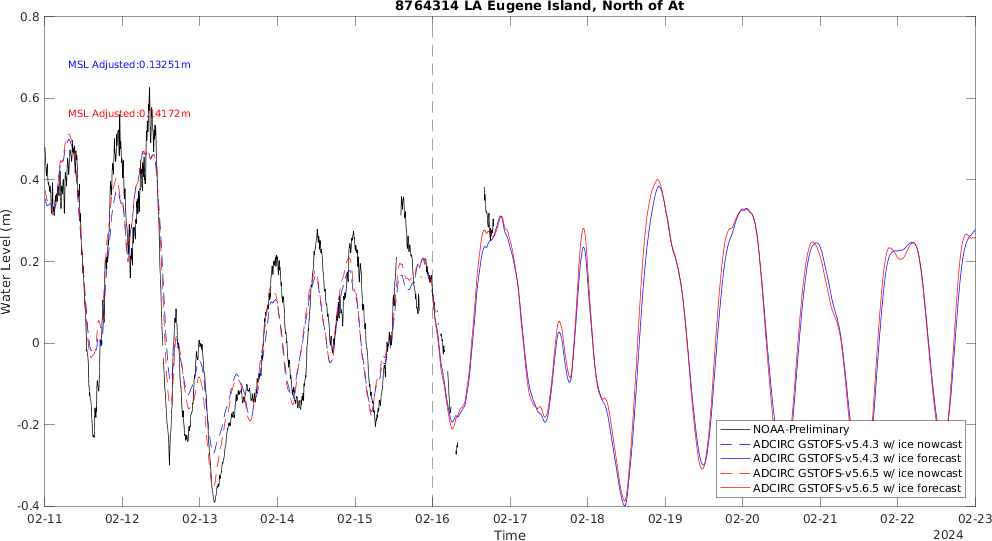 8764314 LA Eugene Island, North of At
MSL Adjusted:0.13251m
MSL Adjusted:0.14172m
Water Level (m)
0.8
0.6
0.4
0.2
0
-0.2
-0.4
NOAA-Preliminary
ADCIRC GSTOFS-v5.4.3 w/ ice nowcast
ADCIRC GSTOFS-v5.4.3 w/ ice forecast
ADCIRC GSTOFS-v5.6.5 w/ ice nowcast
ADCIRC GSTOFS-v5.6.5 w/ ice forecast
02-11 02-12 02-13 02-14 02-15 02-16 02-17 02-18 02-19 02-20 02-21 02-22 02-23
Time
2024